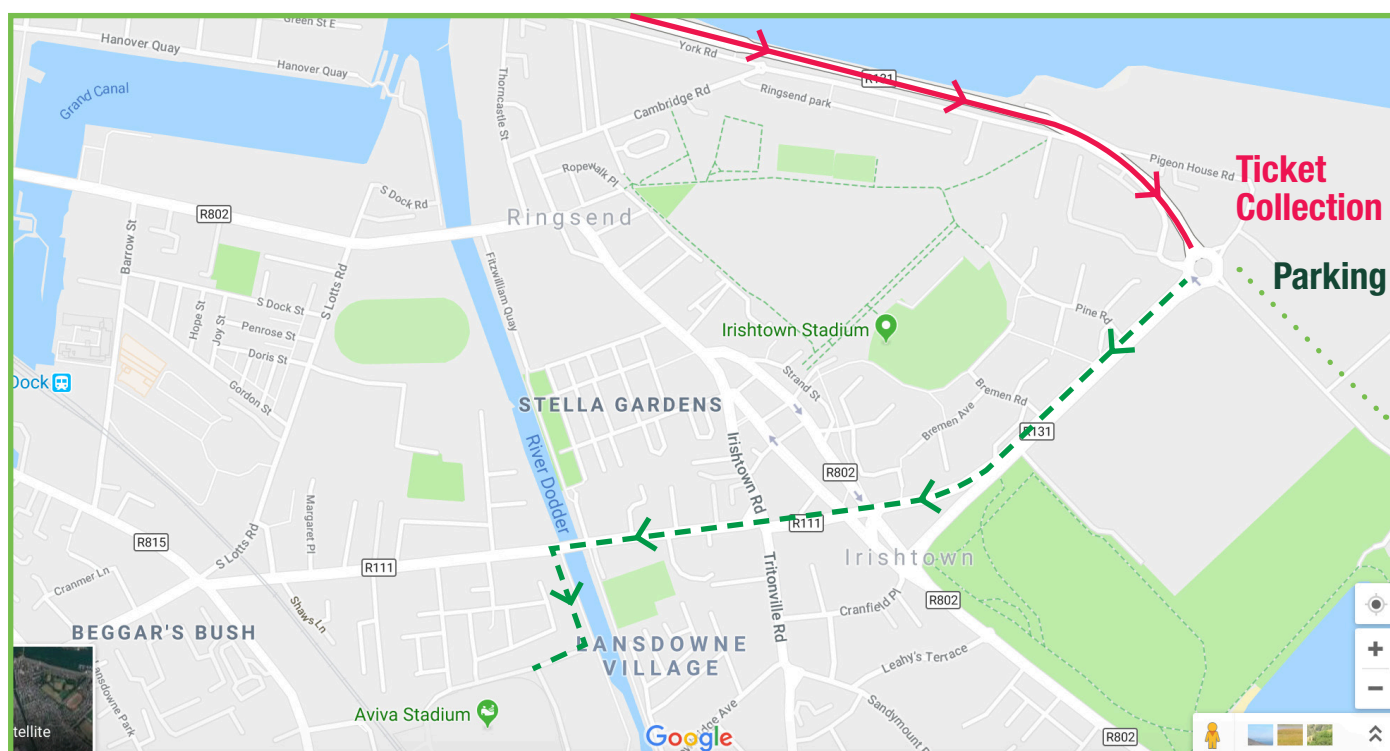 Green St E
Hanover Quay
Hanover Quay
Grand Canal
York Rd
R131
Thorncastle St
Cambridge Rd
Ringsend park
Pigeon House Rd
Ticket
Collection
Ropewalk Pl
S Dock Rd
R802
Ringsend
Barrow St
Fitzwilliam Quay
S Lotts Rd
Parking
S Dock St
Hope St
Joy St
Penrose St
Doris St
Irishtown Stadium
Pine Rd
Dock
Gordon St
Strand St
Bremen Rd
STELLA GARDENS
Bremen Ave
R131
River Dodder
Irishtown Rd
R802
Margaret Pl
R111
R815
S Lotts Rd
R111
Irishtown
Cranmer Ln
Shaws Ln
Tritonville Rd
Cranfield Pl
R802
BEGGAR'S BUSH
LANSDOWNE
VILLAGE
Leahy's Terrace
ansdowne Park
Sandymount
Aviva Stadium
tellite
Google
R802